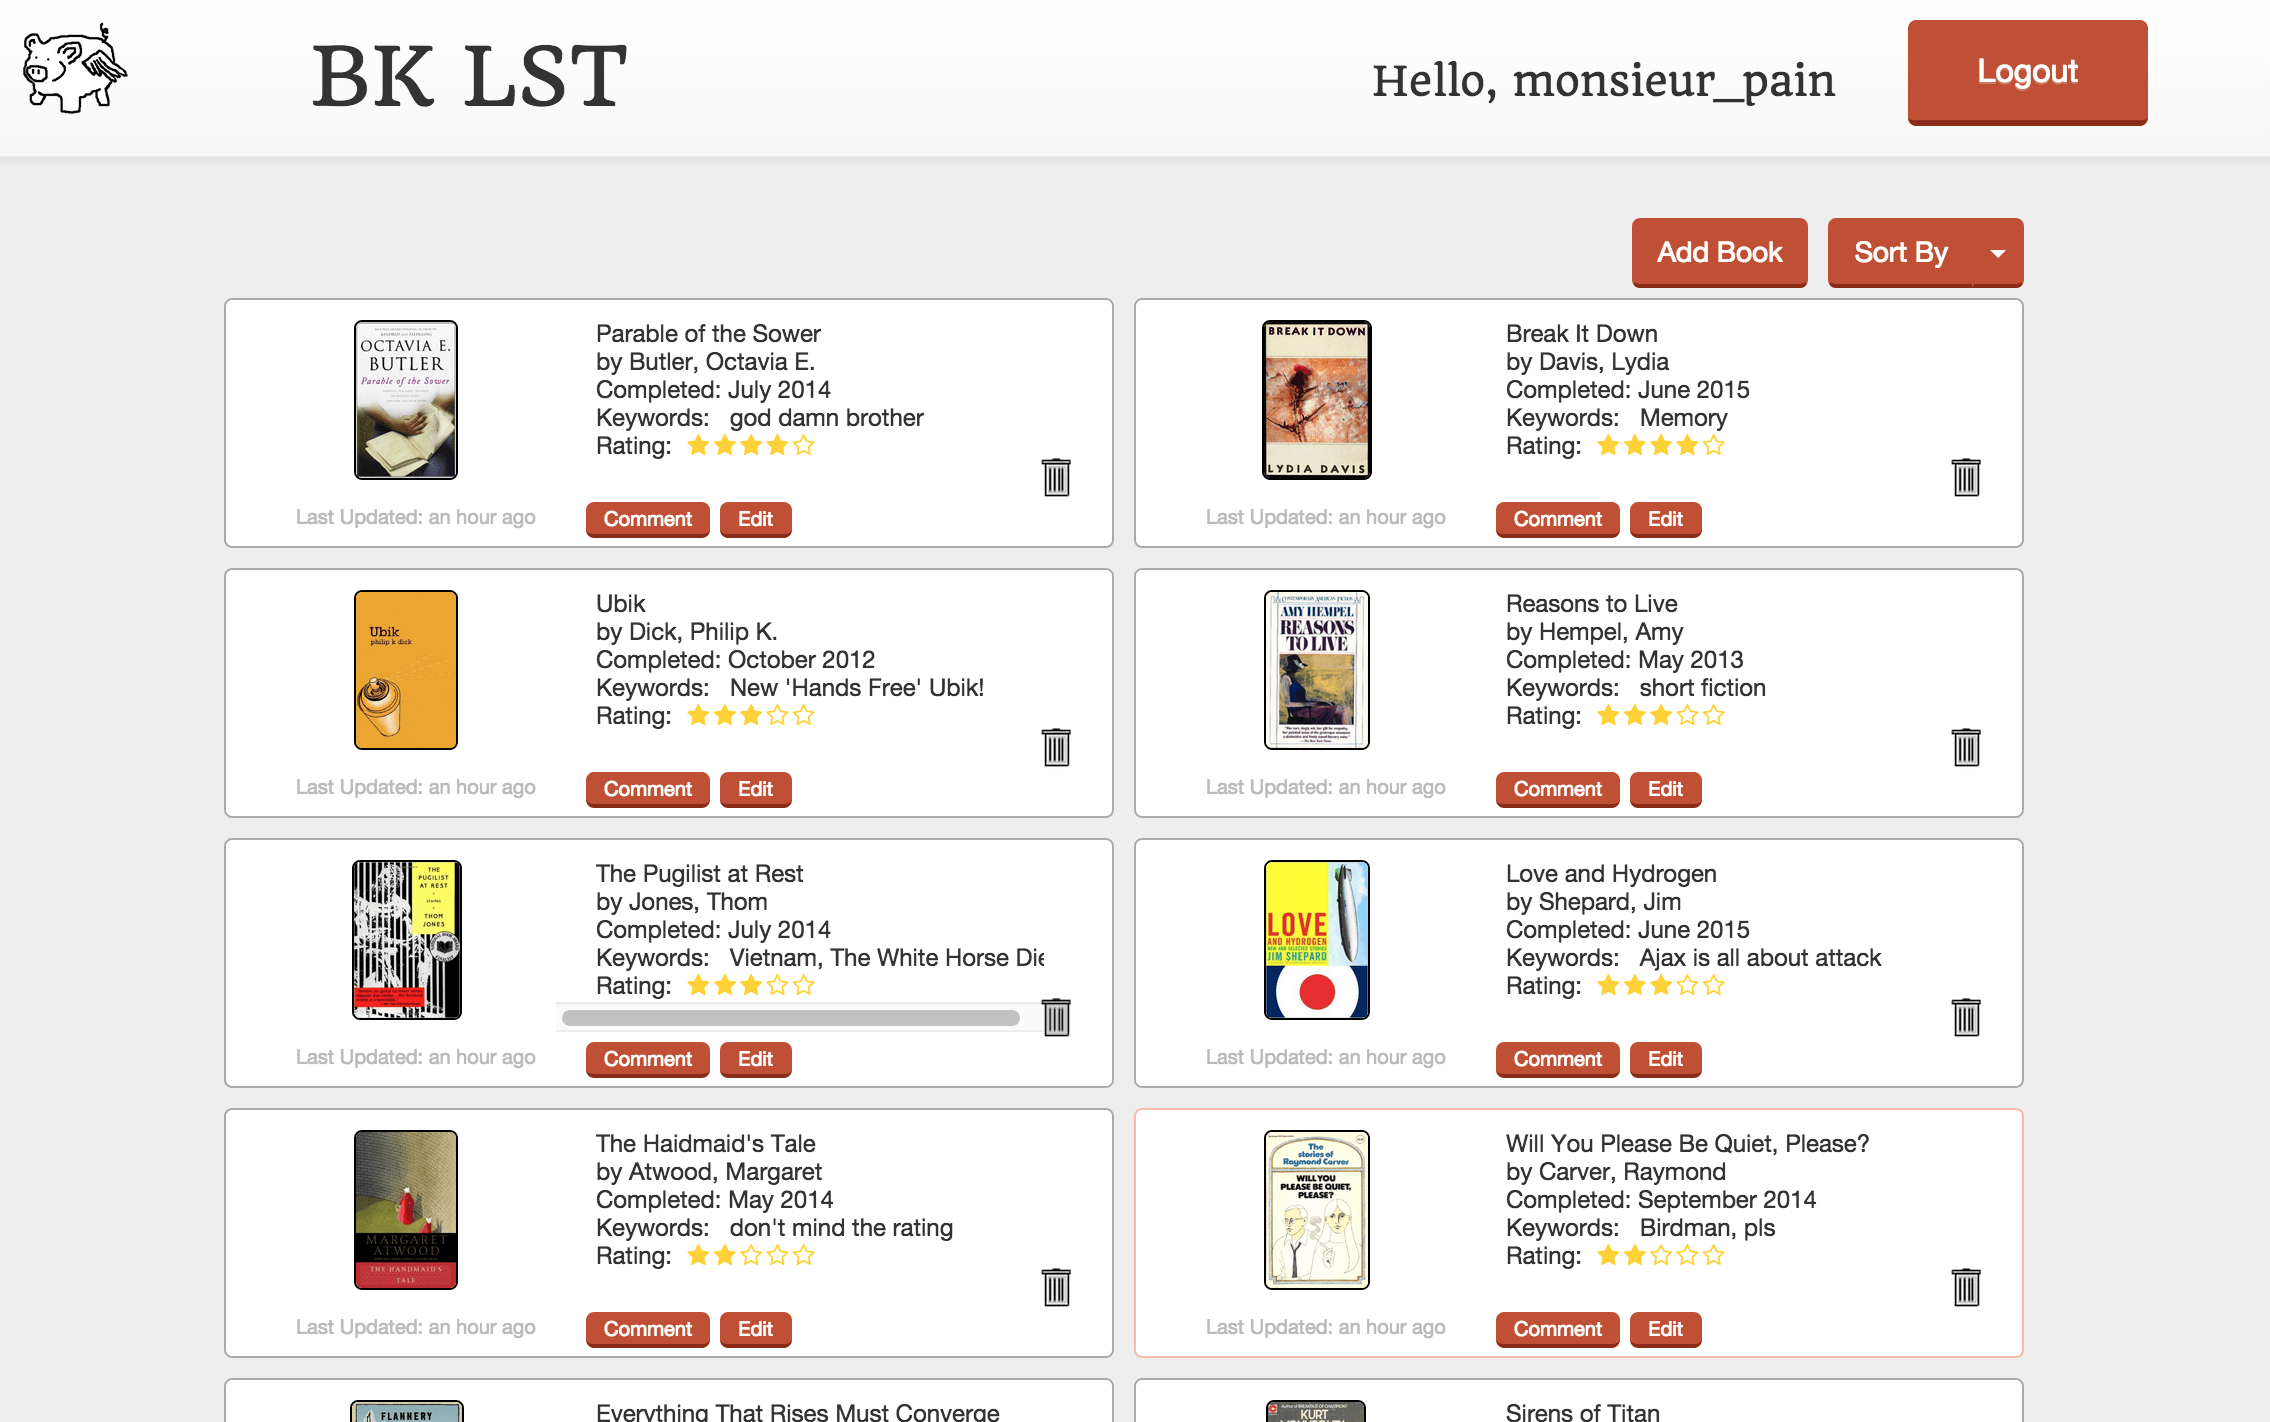 BK LST
Hello, monsieur_pain
Logout
Add Book
Sort By
OCTAVIA E.
BUTLER
Parable of the Sower
Parable of the Sower
by Butler, Octavia E.
Completed: July 2014
Keywords: god damn brother
Rating:
Last Updated: an hour ago
Comment
Edit
BREAK IT DOWN
LYDIA DAVIS
Break It Down
by Davis, Lydia
Completed: June 2015
Keywords: Memory
Rating:
Last Updated: an hour ago
Comment
Edit
Ubik
philip k dick
Ubik
by Dick, Philip K.
Completed: October 2012
Keywords: New 'Hands Free' Ubik!
Rating:
Last Updated: an hour ago
Comment
Edit
CONTEMPORARY AMERICAN FICTION
AMY HEMPEL
REASONS
TO LIVE
Reasons to Live
by Hempel, Amy
Completed: May 2013
Keywords: short fiction
Rating:
Last Updated: an hour ago
Comment
Edit
THE
PUGILIST
AT REST
stories
THOM
JONES
The Pugilist at Rest
by Jones, Thom
Completed: July 2014
Keywords: Vietnam, The White Horse Die
Rating:
Last Updated: an hour ago
Comment
Edit
LOVE
AND HYDROGEN
NEW AND SELECTED STORIES
JIM SHEPARD
Love and Hydrogen
by Shepard, Jim
Completed: June 2015
Keywords: Ajax is all about attack
Rating:
Last Updated: an hour ago
Comment
Edit
MARGARET
ATWOOD
THE HANDMAID'S
TALE
The Haidmaid's Tale
by Atwood, Margaret
Completed: May 2014
Keywords: don't mind the rating
Rating:
Last Updated: an hour ago
Comment
Edit
The
stories of
Raymond Carver
WILL YOU
PLEASE BE QUIET,
PLEASE?
Will You Please Be Quiet, Please?
by Carver, Raymond
Completed: September 2014
Keywords: Birdman, pls
Rating:
Last Updated: an hour ago
Comment
Edit
FLANNERY
Everything That Rises Must Converge
KURT
Sirens of Titan